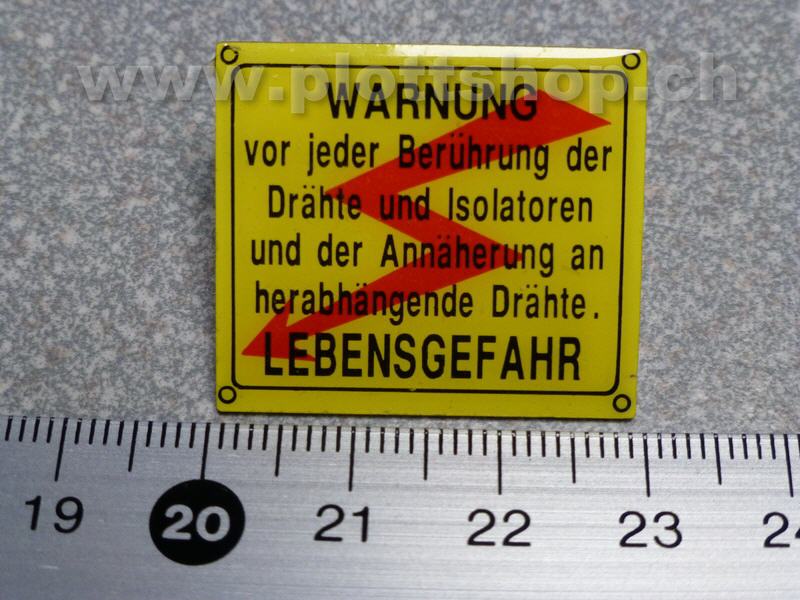 www.plottshop.ch
WARNUNG
vor jeder Berührung der
Drähte und Isolatoren
und der Annäherung an
herabhängende Drähte.
LEBENSGEFAHR
19 20 21 22 23 24